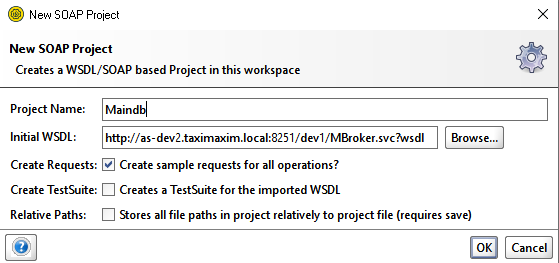 New SOAP Project
New SOAP Project
Creates a WSDL/SOAP based Project in this workspace
Project Name: Maindb
Initial WSDL: http://as-dev2.taximaxim.local:8251/dev1/MBroker.svc?wsdl Browse...
Create Requests: Create sample requests for all operations?
Create TestSuite: Creates a TestSuite for the imported WSDL
Relative Paths: Stores all file paths in project relatively to project file (requires save)
? OK Cancel